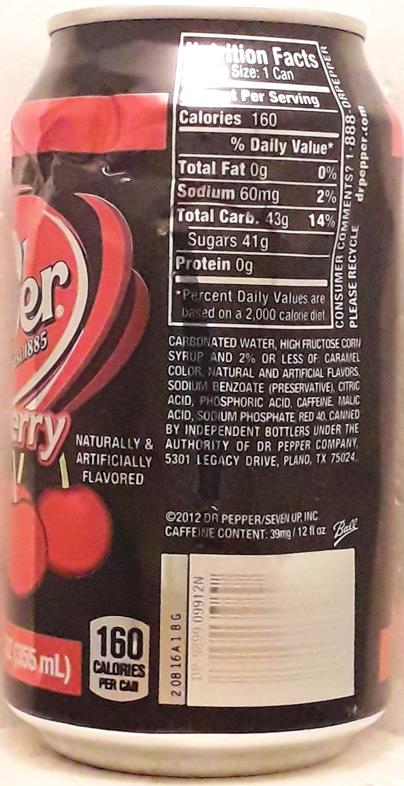 Nutrition Facts
Size: 1 Can
Per Serving
Calories 160
% Daily Value*
Total Fat 0g 0%
Sodium 60mg 2%
Total Carb. 43g 14%
Sugars 41g
Protein 0g
*Percent Daily Values are
based on a 2,000 calorie diet.
CONSUMER COMMENTS? 1-888-DRPEPPER
PLEASE RECYCLE drpepper.com
CARBONATED WATER, HIGH FRUCTOSE CORN
SYRUP AND 2% OR LESS OF: CARAMEL
COLOR, NATURAL AND ARTIFICIAL FLAVORS,
SODIUM BENZOATE (PRESERVATIVE), CITRIC
ACID, PHOSPHORIC ACID, CAFFEINE, MALIC
ACID, SODIUM PHOSPHATE, RED 40. CANNED
BY INDEPENDENT BOTTLERS UNDER THE
AUTHORITY OF DR PEPPER COMPANY,
5301 LEGACY DRIVE, PLANO, TX 75024.
er
1885
erry
NATURALLY &
ARTIFICIALLY
FLAVORED
©2012 DR PEPPER/SEVEN UP, INC.
CAFFEINE CONTENT: 39mg / 12 fl oz
Ball
(355 mL)
160
CALORIES
PER CAN
20816A1BG